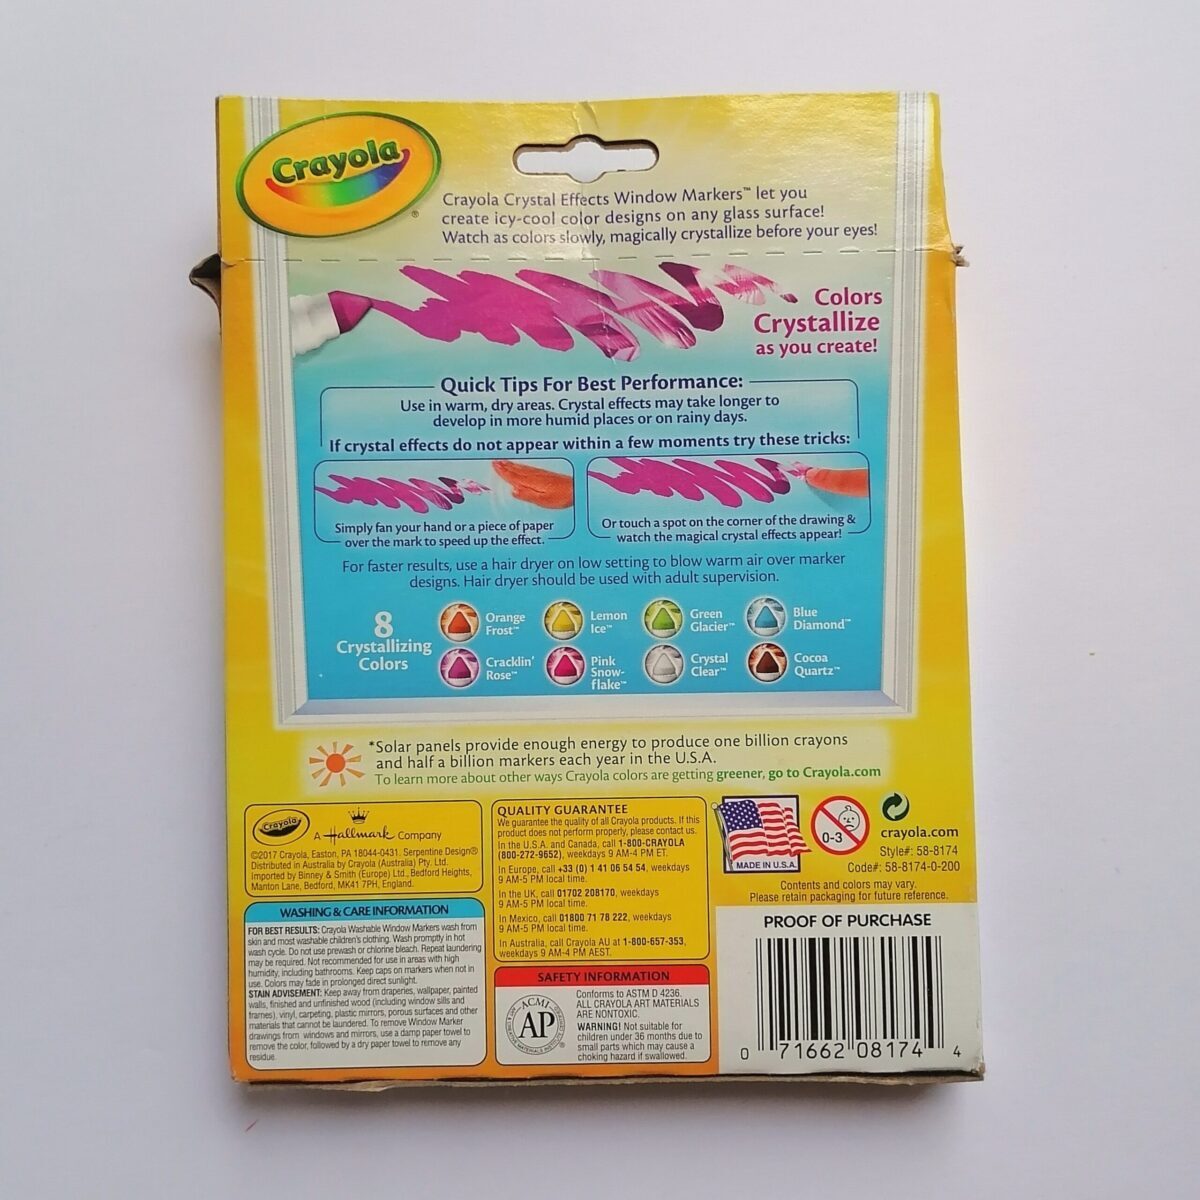 Crayola
®
Crayola Crystal Effects Window Markers™ let you
create icy-cool color designs on any glass surface!
Watch as colors slowly, magically crystallize before your eyes!
Colors
Crystallize
as you create!
Quick Tips For Best Performance:
Use in warm, dry areas. Crystal effects may take longer to
develop in more humid places or on rainy days.
If crystal effects do not appear within a few moments try these tricks:
Simply fan your hand or a piece of paper
over the mark to speed up the effect.
Or touch a spot on the corner of the drawing &
watch the magical crystal effects appear!
For faster results, use a hair dryer on low setting to blow warm air over marker
designs. Hair dryer should be used with adult supervision.
8
Crystallizing
Colors
Orange
Frost™
Lemon
Ice™
Green
Glacier™
Blue
Diamond™
Cracklin'
Rose™
Pink
Snow-
flake™
Crystal
Clear™
Cocoa
Quartz™
*Solar panels provide enough energy to produce one billion crayons
and half a billion markers each year in the U.S.A.
To learn more about other ways Crayola colors are getting greener, go to Crayola.com
Crayola
A Hallmark Company
©2017 Crayola, Easton, PA 18044-0431. Serpentine Design®
Distributed in Australia by Crayola (Australia) Pty. Ltd.
Imported by Binney & Smith (Europe) Ltd., Bedford Heights,
Manton Lane, Bedford, MK41 7PH, England.
WASHING & CARE INFORMATION
FOR BEST RESULTS: Crayola Washable Window Markers wash from
skin and most washable children's clothing. Wash promptly in hot
wash cycle. Do not use prewash or chlorine bleach. Repeat laundering
may be required. Not recommended for use in areas with high
humidity, including bathrooms. Keep caps on markers when not in
use. Colors may fade in prolonged direct sunlight.
STAIN ADVISEMENT: Keep away from draperies, wallpaper, painted
walls, finished and unfinished wood (including window sills and
frames), vinyl, carpeting, plastic mirrors, porous surfaces and other
materials that cannot be laundered. To remove Window Marker
drawings from windows and mirrors, use a damp paper towel to
remove the color, followed by a dry paper towel to remove any
residue.
QUALITY GUARANTEE
We guarantee the quality of all Crayola products. If this
product does not perform properly, please contact us.
In the U.S.A. and Canada, call 1-800-CRAYOLA
(800-272-9652), weekdays 9 AM-4 PM ET.
In Europe, call +33 (0) 1 41 06 54 54, weekdays
9 AM-5 PM local time.
In the UK, call 01702 208170, weekdays
9 AM-5 PM local time.
In Mexico, call 01800 71 78 222, weekdays
9 AM-5 PM local time.
In Australia, call Crayola AU at 1-800-657-353,
weekdays 9 AM-4 PM AEST.
SAFETY INFORMATION
ACMI
AP
Conforms to ASTM D 4236.
ALL CRAYOLA ART MATERIALS
ARE NONTOXIC.
WARNING! Not suitable for
children under 36 months due to
small parts which may cause a
choking hazard if swallowed.
MADE IN U.S.A.
0-3
crayola.com
Style#: 58-8174
Code#: 58-8174-0-200
Contents and colors may vary.
Please retain packaging for future reference.
PROOF OF PURCHASE
0 71662 08174 4